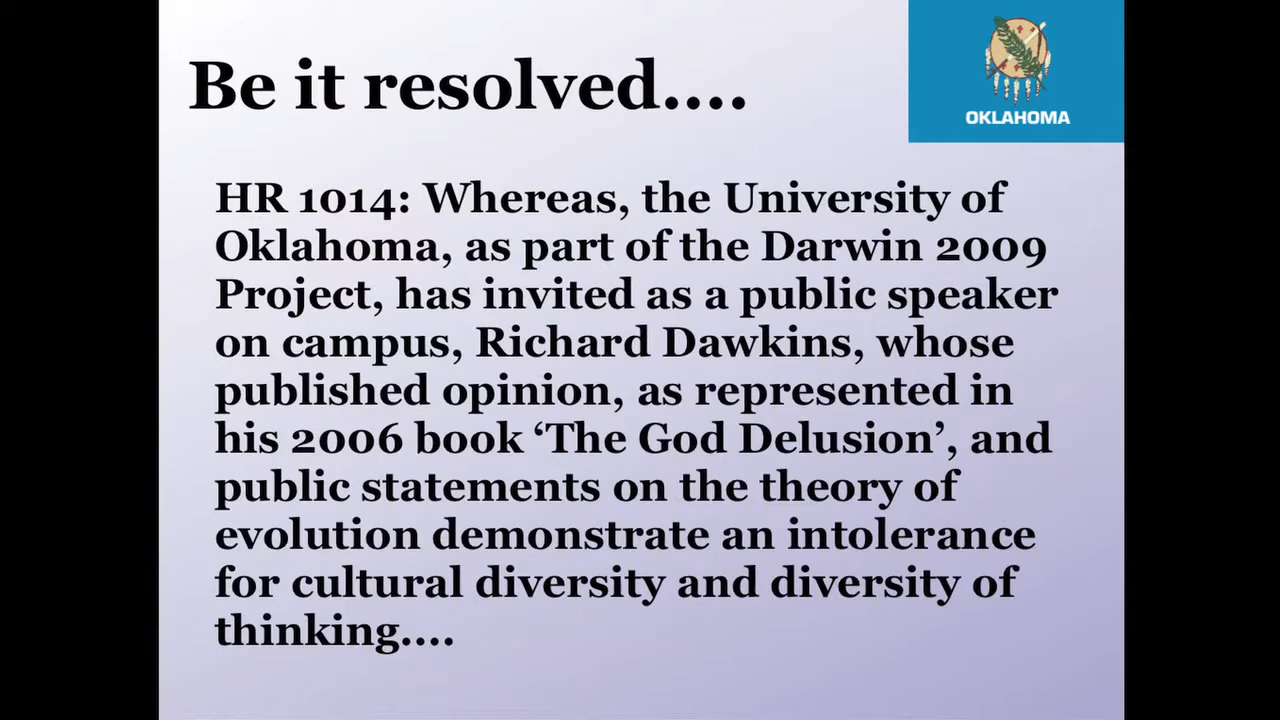 Be it resolved....
OKLAHOMA
HR 1014: Whereas, the University of
Oklahoma, as part of the Darwin 2009
Project, has invited as a public speaker
on campus, Richard Dawkins, whose
published opinion, as represented in
his 2006 book ‘The God Delusion’, and
public statements on the theory of
evolution demonstrate an intolerance
for cultural diversity and diversity of
thinking....